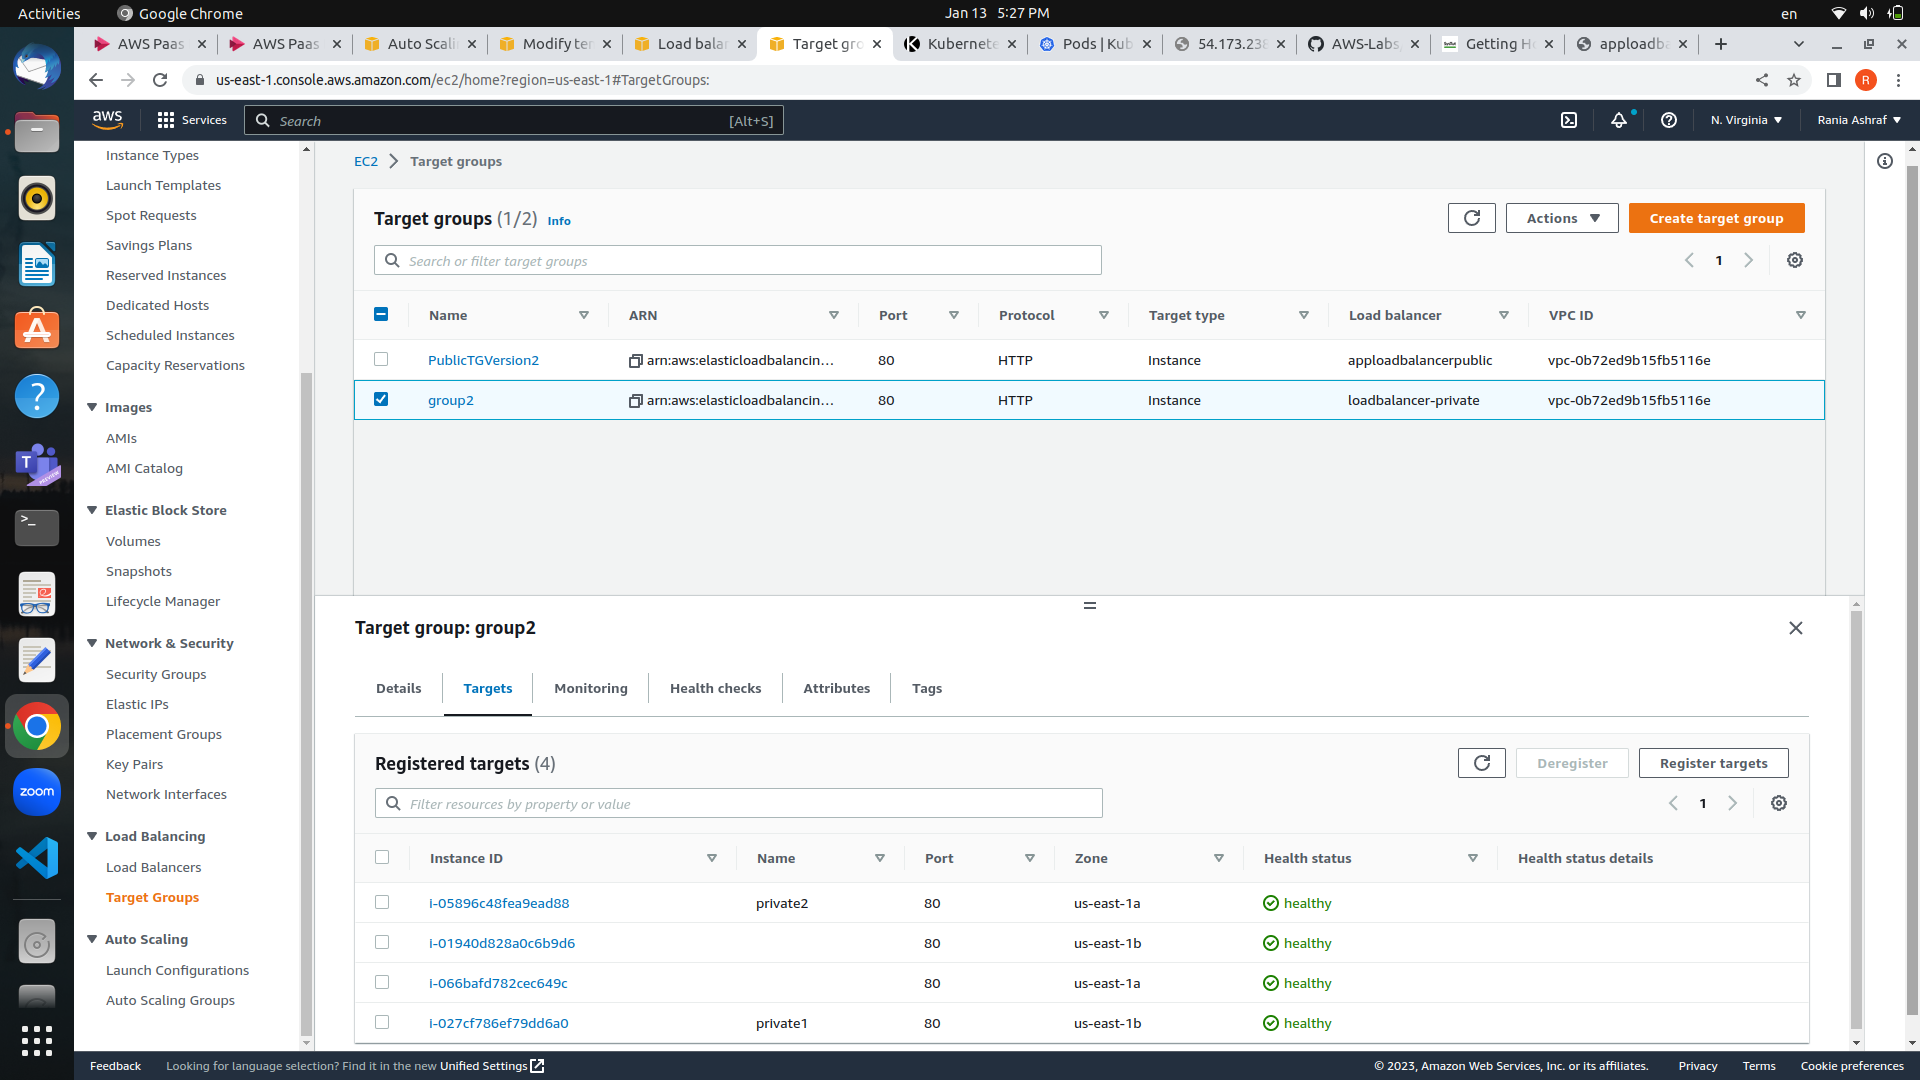 Activities
Google Chrome
Jan 13 5:27 PM
en
AWS Paas
AWS Paas
Auto Scali
Modify te
Load balan
Target gro
Kubernete
Pods | Kub
54.173.238
AWS-Labs
Getting He
apploadba
us-east-1.console.aws.amazon.com/ec2/home?region=us-east-1#TargetGroups:
R
aws
Services
Search
[Alt+S]
N. Virginia
Rania Ashraf
Instance Types
Launch Templates
Spot Requests
Savings Plans
Reserved Instances
Dedicated Hosts
Scheduled Instances
Capacity Reservations
Images
AMIs
AMI Catalog
Elastic Block Store
Volumes
Snapshots
Lifecycle Manager
Network & Security
Security Groups
Elastic IPs
Placement Groups
Key Pairs
Network Interfaces
Load Balancing
Load Balancers
Target Groups
Auto Scaling
Launch Configurations
Auto Scaling Groups
EC2 Target groups
Target groups (1/2) Info
Actions
Create target group
Search or filter target groups
1
Name ARN Port Protocol Target type Load balancer VPC ID
PublicTGVersion2 arn:aws:elasticloadbalancin... 80 HTTP Instance apploadbalancerpublic vpc-0b72ed9b15fb5116e
group2 arn:aws:elasticloadbalancin... 80 HTTP Instance loadbalancer-private vpc-0b72ed9b15fb5116e
Target group: group2
Details Targets Monitoring Health checks Attributes Tags
Registered targets (4)
Deregister
Register targets
Filter resources by property or value
1
Instance ID Name Port Zone Health status Health status details
i-05896c48fea9ead88 private2 80 us-east-1a healthy
i-01940d828a0c6b9d6 80 us-east-1b healthy
i-066bafd782cec649c 80 us-east-1a healthy
i-027cf786ef79dd6a0 private1 80 us-east-1b healthy
zoom
Feedback
Looking for language selection? Find it in the new Unified Settings
© 2023, Amazon Web Services, Inc. or its affiliates.
Privacy
Terms
Cookie preferences